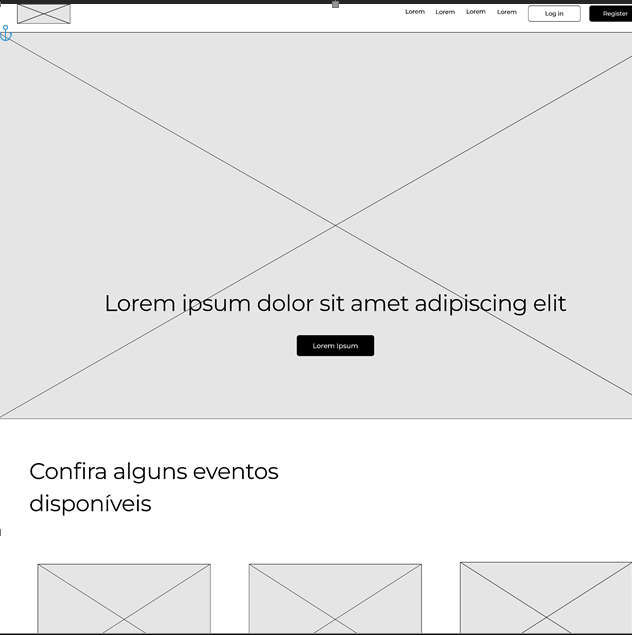 Lorem Lorem Lorem Lorem Log in Register
Lorem ipsum dolor sit amet adipiscing elit
Lorem Ipsum
Confira alguns eventos
disponíveis